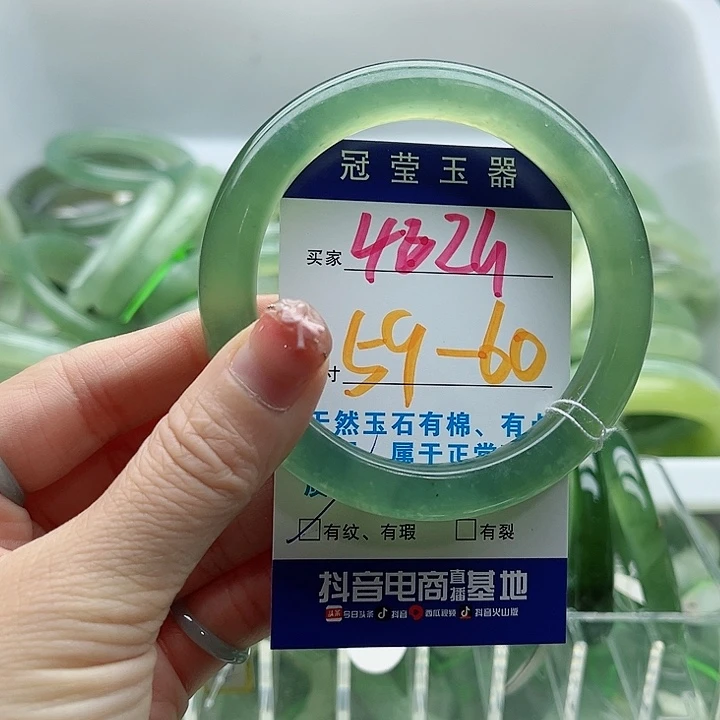 冠莹玉器
买家 4824
寸 59-60
天然玉石有棉、有
属于正常
有纹、有瑕 有裂
抖音电商直播基地
头条 今日头条 抖音 西瓜视频 抖音火山版